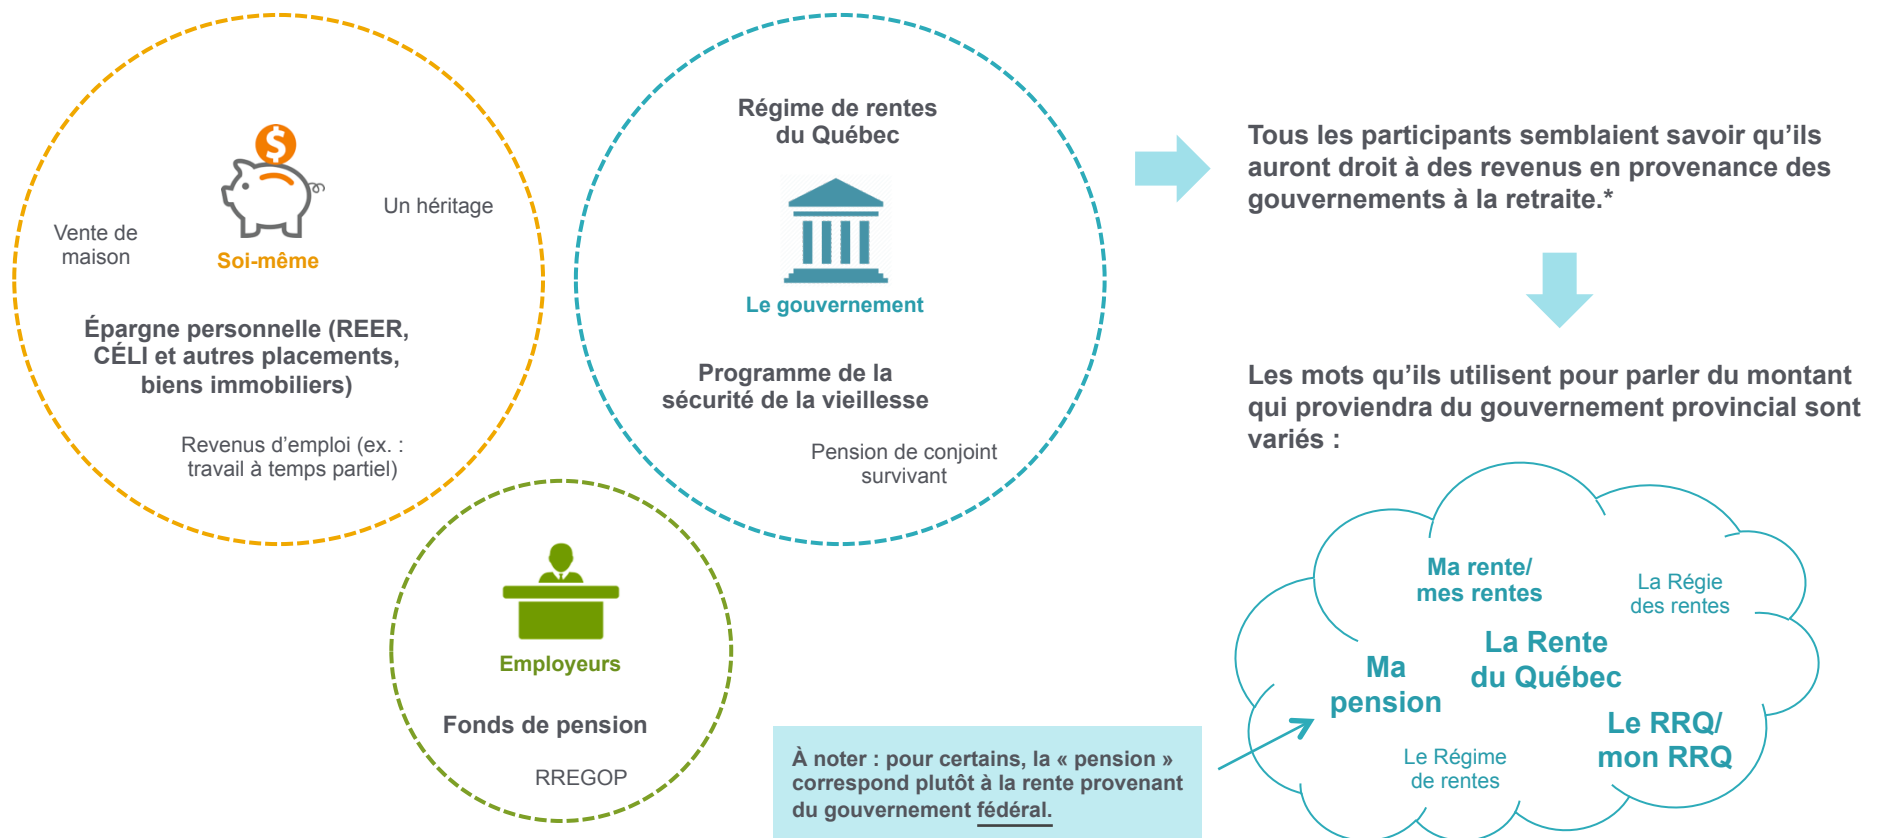 Vente de
maison
Un héritage
Soi-même
Épargne personnelle (REER,
CÉLI et autres placements,
biens immobiliers)
Revenus d’emploi (ex. :
travail à temps partiel)
Régime de rentes
du Québec
Le gouvernement
Programme de la
sécurité de la vieillesse
Pension de conjoint
survivant
Employeurs
Fonds de pension
RREGOP
Tous les participants semblaient savoir qu’ils
auront droit à des revenus en provenance des
gouvernements à la retraite.*
Les mots qu’ils utilisent pour parler du montant
qui proviendra du gouvernement provincial sont
variés :
Ma rente/
mes rentes
La Régie
des rentes
La Rente
du Québec
Ma
pension
Le RRQ/
mon RRQ
Le Régime
de rentes
À noter : pour certains, la « pension »
correspond plutôt à la rente provenant
du gouvernement fédéral.